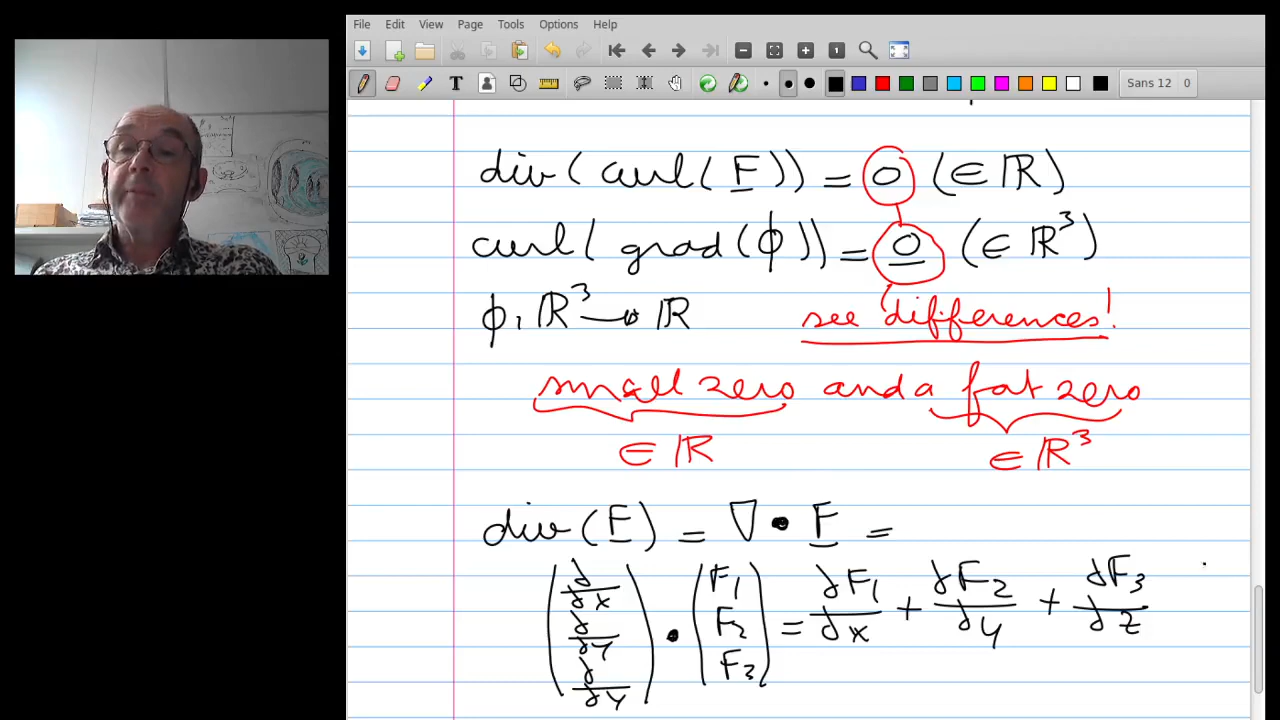 File Edit View Page Tools Options Help
Sans 12 0
div(curl(F)) = 0 (∈ ℝ)
curl(grad(ϕ)) = 0 (∈ ℝ³)
ϕ: ℝ³ → ℝ see differences!
small zero and a fat zero
∈ ℝ ∈ ℝ³
div(F) = ∇ • F =
(∂/∂x ∂/∂y ∂/∂y) • (F₁ F₂ F₃) = ∂F₁/∂x + ∂F₂/∂y + ∂F₃/∂z